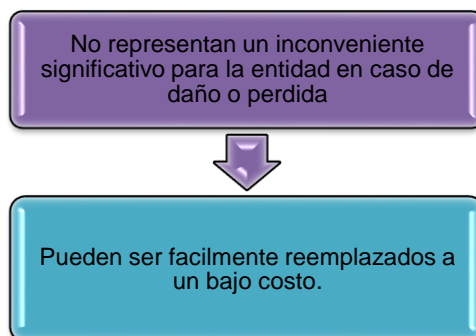 No representan un inconveniente
significativo para la entidad en caso de
daño o perdida
Pueden ser facilmente reemplazados a
un bajo costo.